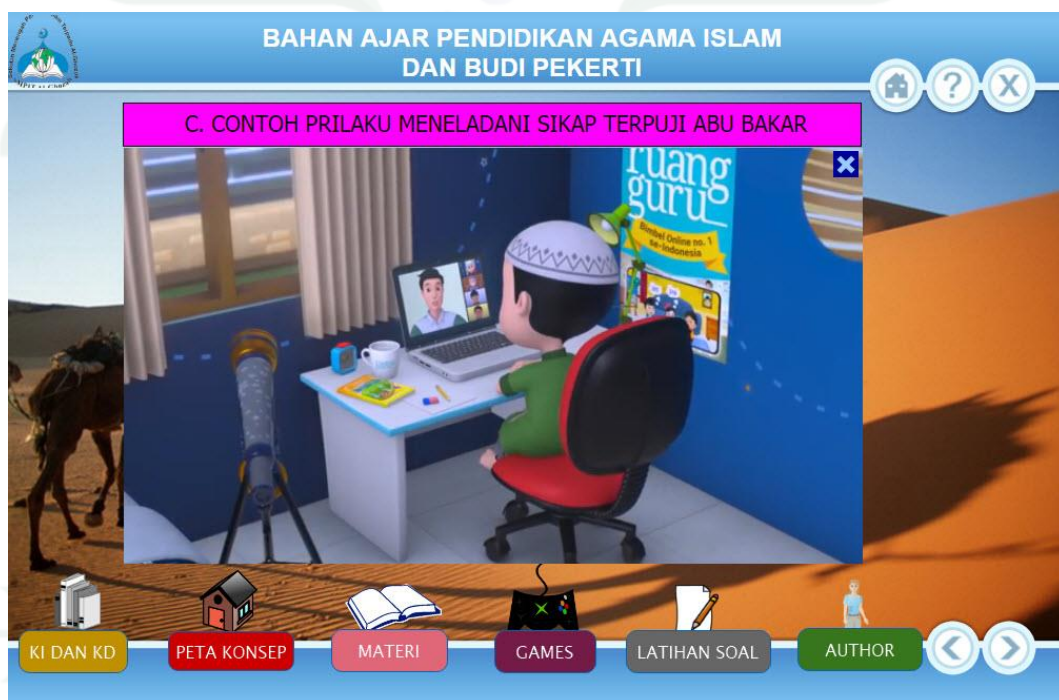 BAHAN AJAR PENDIDIKAN AGAMA ISLAM
DAN BUDI PEKERTI
?
X
C. CONTOH PRILAKU MENELADANI SIKAP TERPUJI ABU BAKAR
ruang
guru
Bimbel Online no. 1
se-Indonesia
KI DAN KD
PETA KONSEP
MATERI
GAMES
LATIHAN SOAL
AUTHOR